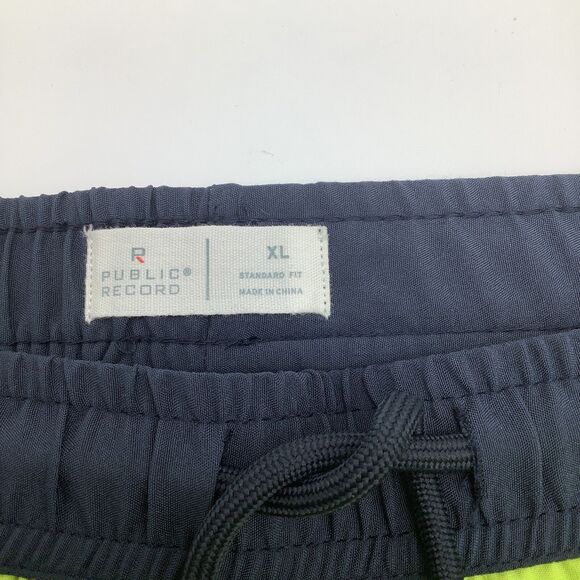 R
PUBLIC®
RECORD
XL
STANDARD FIT
MADE IN CHINA